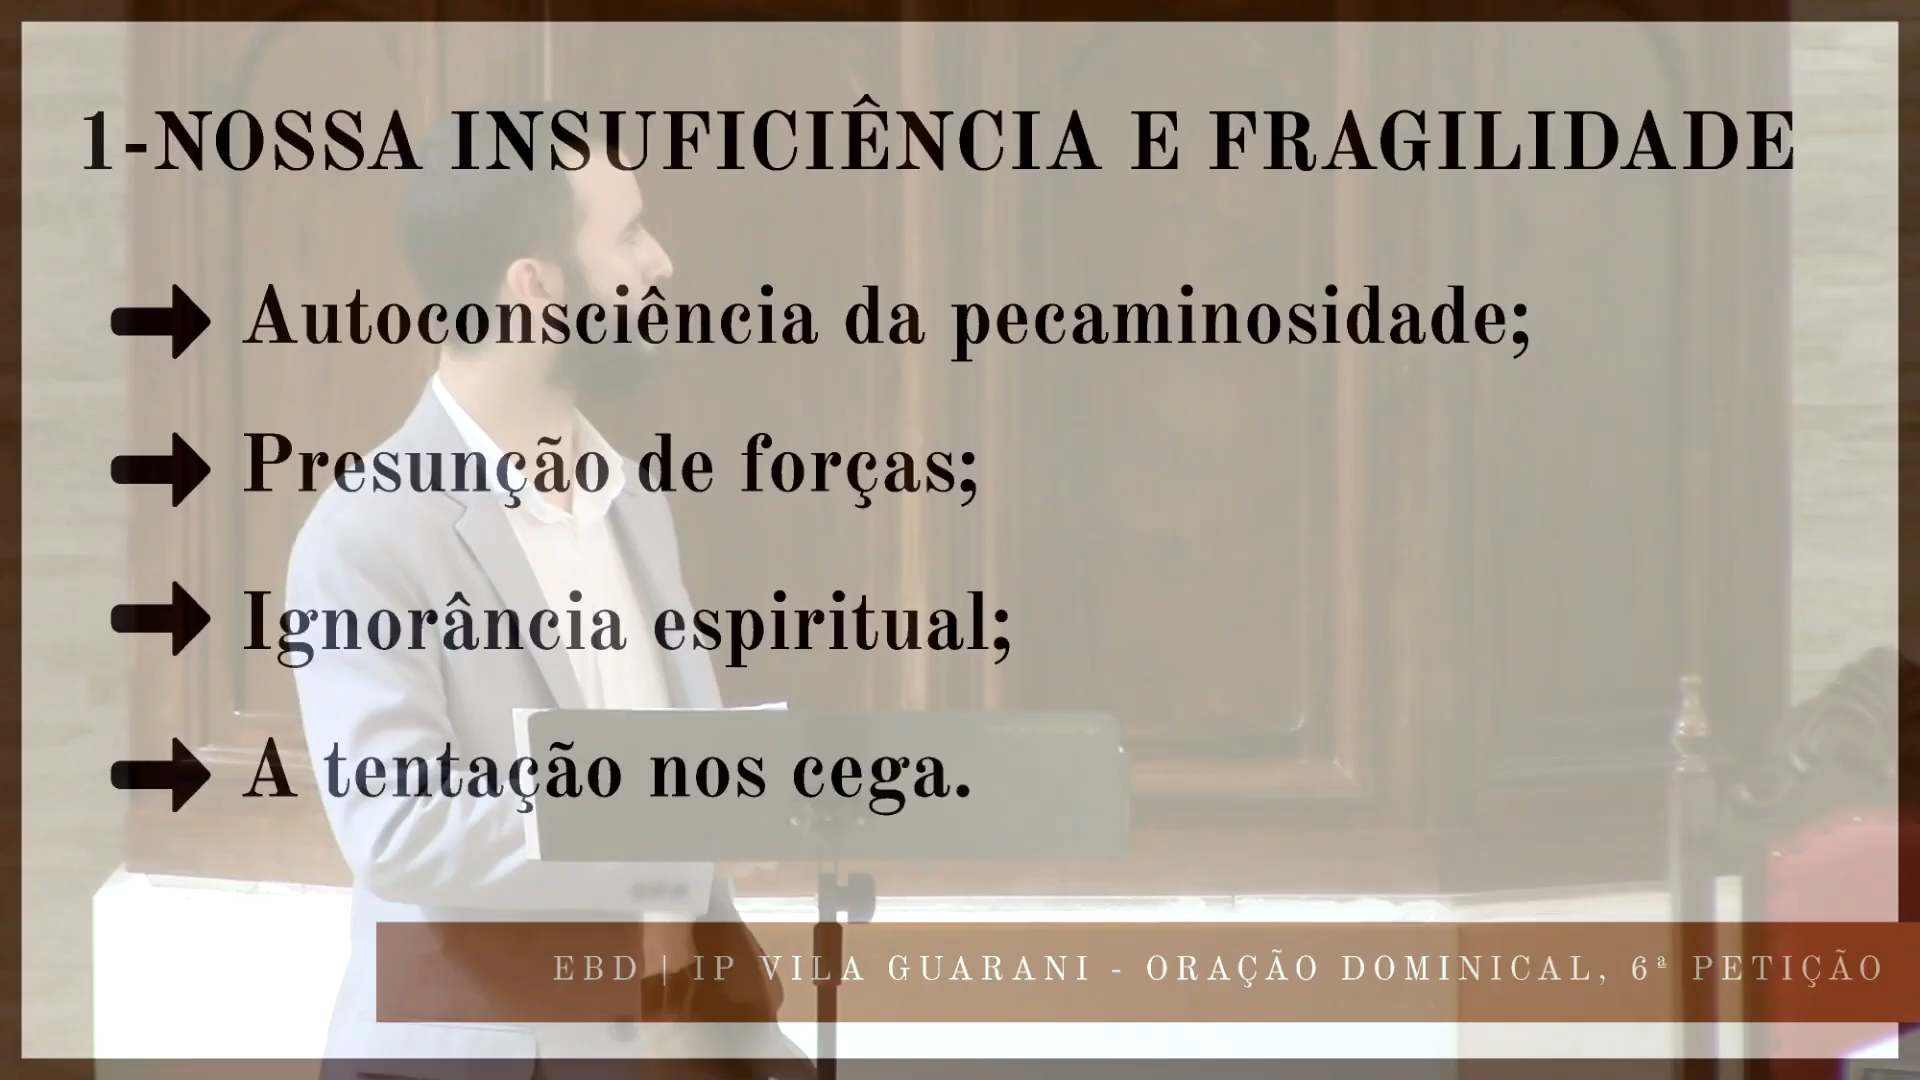 1-NOSSA INSUFICIÊNCIA E FRAGILIDADE
Autoconsciência da pecaminosidade;
Presunção de forças;
Ignorância espiritual;
A tentação nos cega.
EBD | IP VILA GUARANI - ORAÇÃO DOMINICAL, 6ª PETIÇÃO